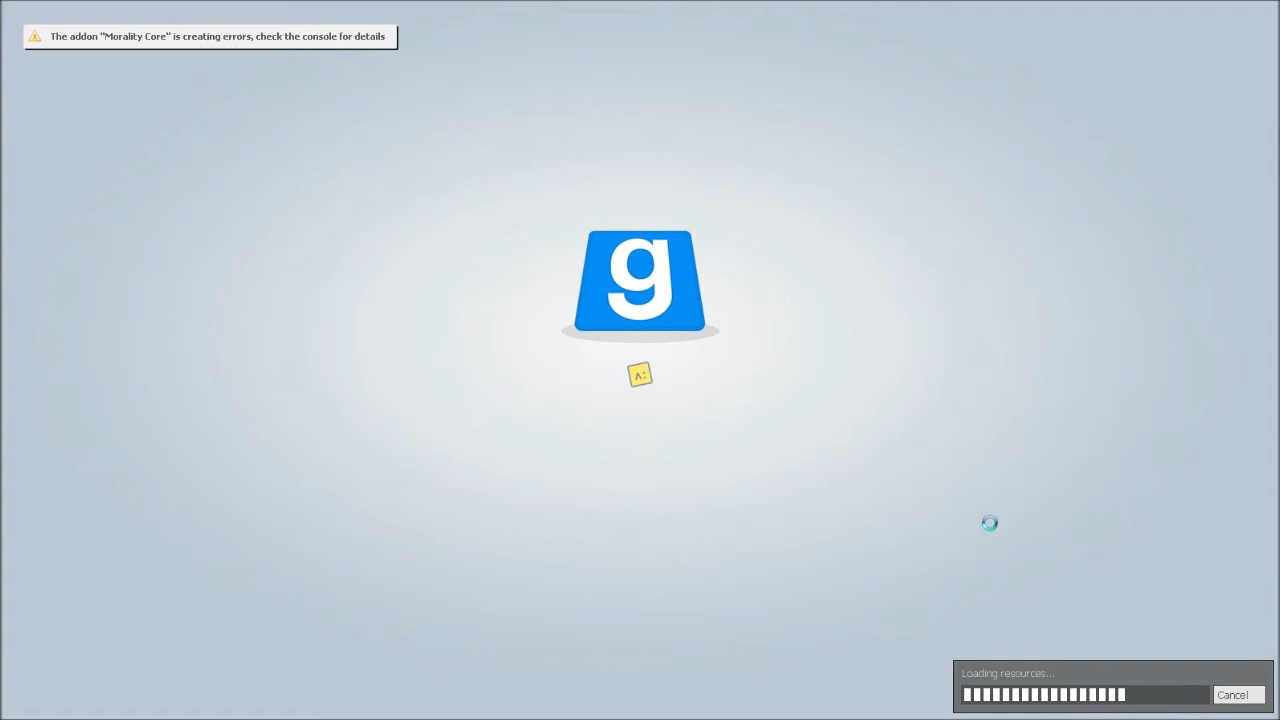 The addon "Morality Core" is creating errors, check the console for details
g
Loading resources...
Cancel